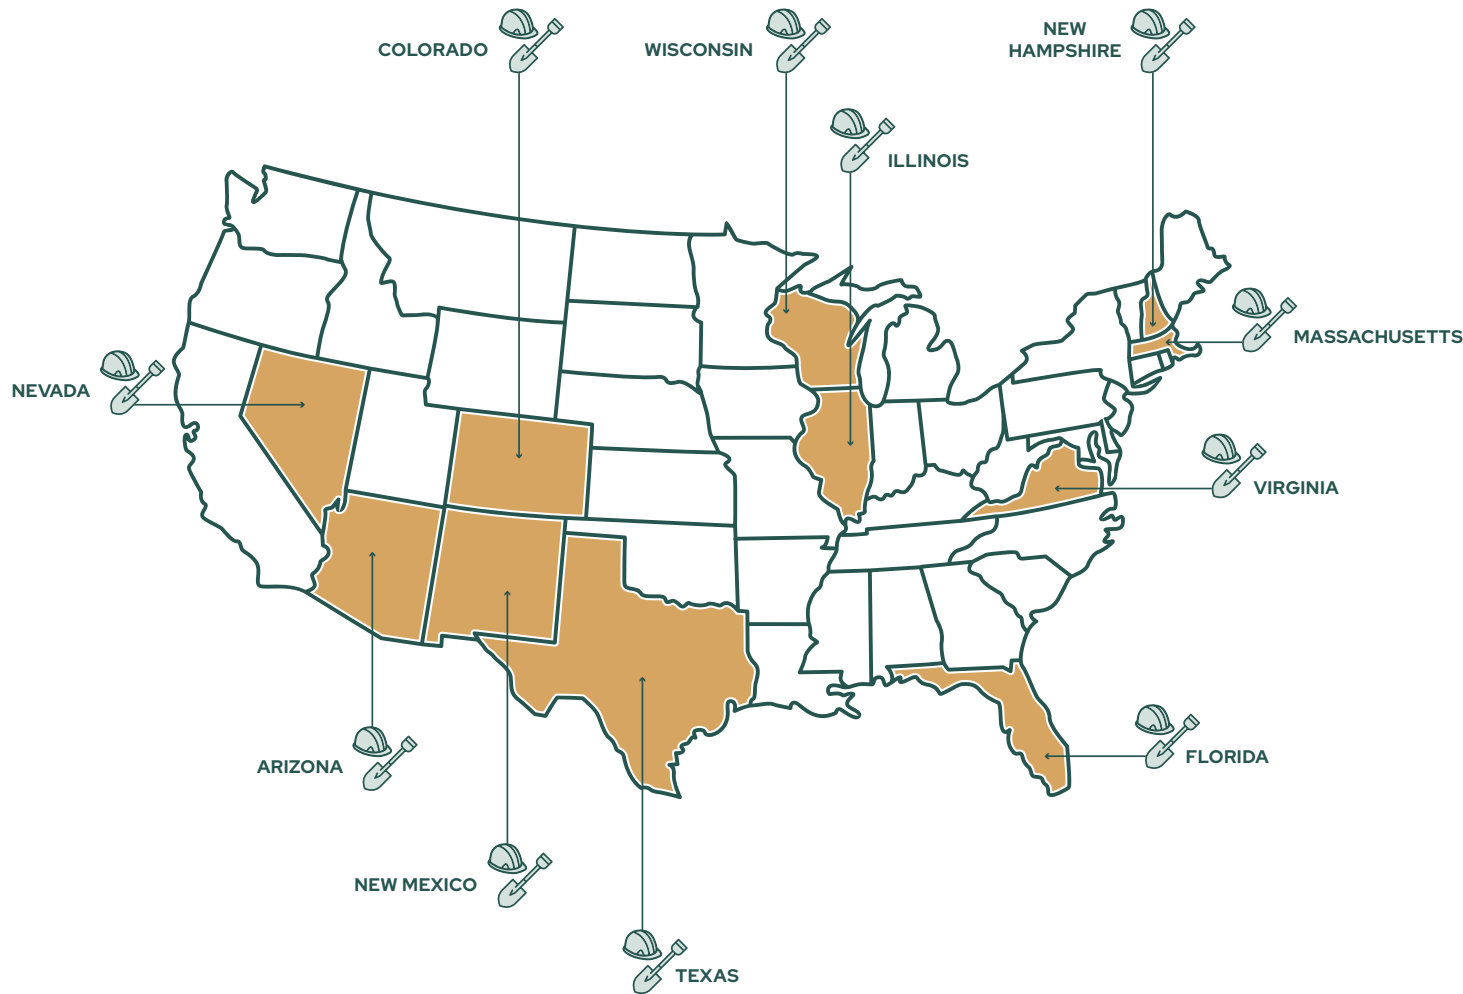 COLORADO
WISCONSIN
NEW
HAMPSHIRE
ILLINOIS
MASSACHUSETTS
NEVADA
VIRGINIA
ARIZONA
FLORIDA
NEW MEXICO
TEXAS